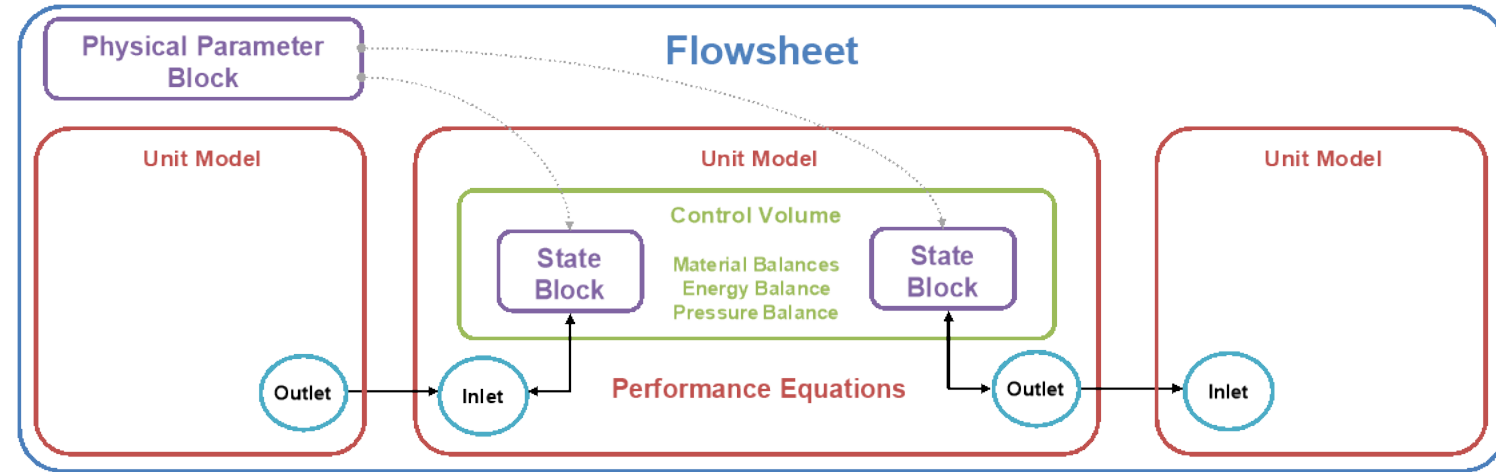 Physical Parameter
Block
Flowsheet
Unit Model
Unit Model
Unit Model
Control Volume
State
Block
Material Balances
Energy Balance
Pressure Balance
State
Block
Outlet
Inlet
Performance Equations
Outlet
Inlet